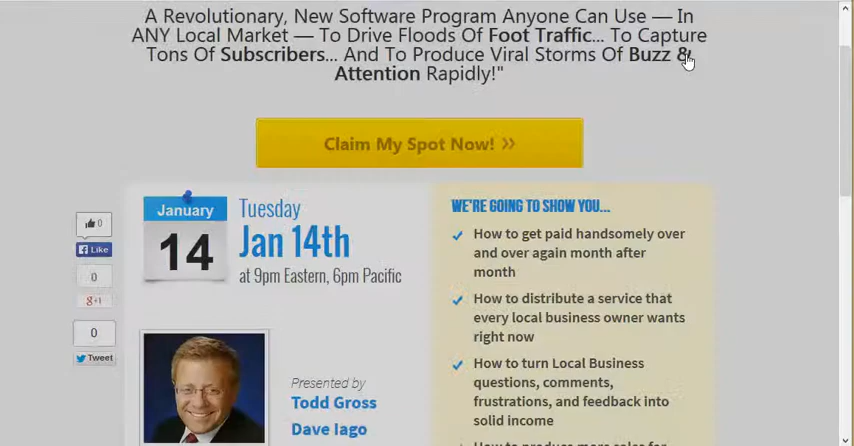 A Revolutionary, New Software Program Anyone Can Use — In
ANY Local Market — To Drive Floods Of Foot Traffic... To Capture
Tons Of Subscribers... And To Produce Viral Storms Of Buzz &
Attention Rapidly!"
Claim My Spot Now! »
January
14
Tuesday
Jan 14th
at 9pm Eastern, 6pm Pacific
0
Like
0
g+1
0
Tweet
Presented by
Todd Gross
Dave Iago
WE'RE GOING TO SHOW YOU...
How to get paid handsomely over
and over again month after
month
How to distribute a service that
every local business owner wants
right now
How to turn Local Business
questions, comments,
frustrations, and feedback into
solid income